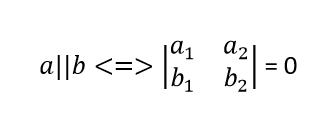 a||b <=> |a₁ a₂|
|b₁ b₂| = 0